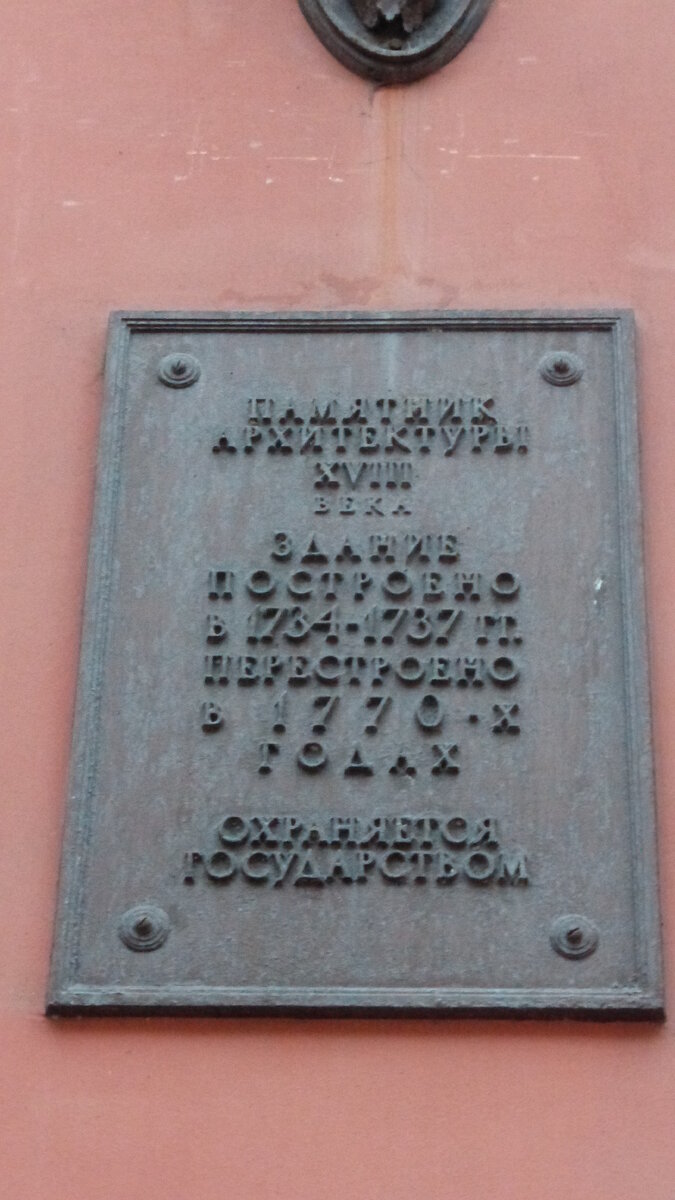 ПАМЯТНИК
АРХИТЕКТУРЫ
XVIII
ВЕКА
ЗДАНИЕ
ПОСТРОЕНО
В 1734-1737 ГГ.
ПЕРЕСТРОЕНО
В 1770-Х
ГОДАХ
ОХРАНЯЕТСЯ
ГОСУДАРСТВОМ